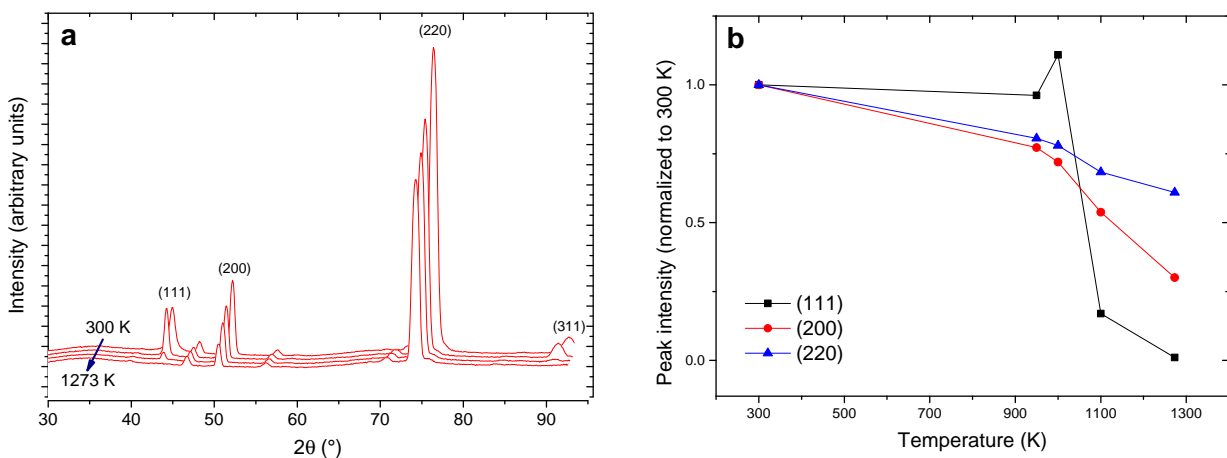 a
(220)
(200)
(111)
(311)
300 K
1273 K
30 40 50 60 70 80 90
2θ (°)
Intensity (arbitrary units)
b
1.0
0.5
0.0
(111)
(200)
(220)
300 500 700 900 1100 1300
Temperature (K)
Peak intensity (normalized to 300 K)